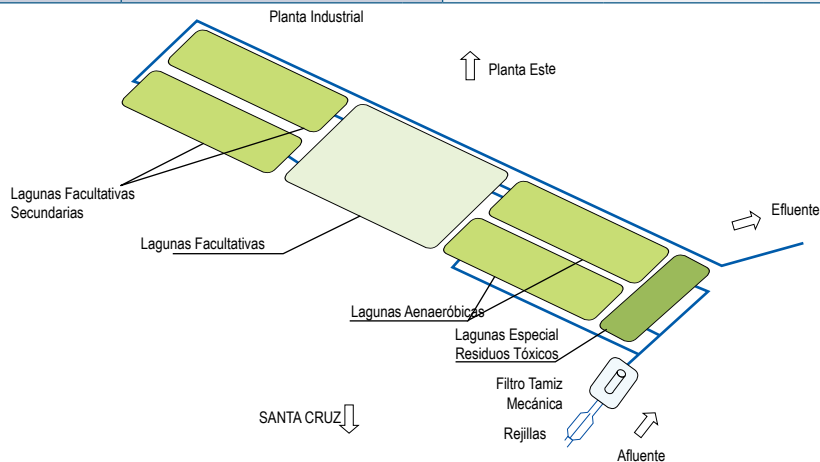 Planta Industrial
Planta Este
Lagunas Facultativas
Secundarias
Efluente
Lagunas Facultativas
Lagunas Aenaeróbicas
Lagunas Especial
Residuos Tóxicos
Filtro Tamiz
Mecánica
SANTA CRUZ
Rejillas
Afluente